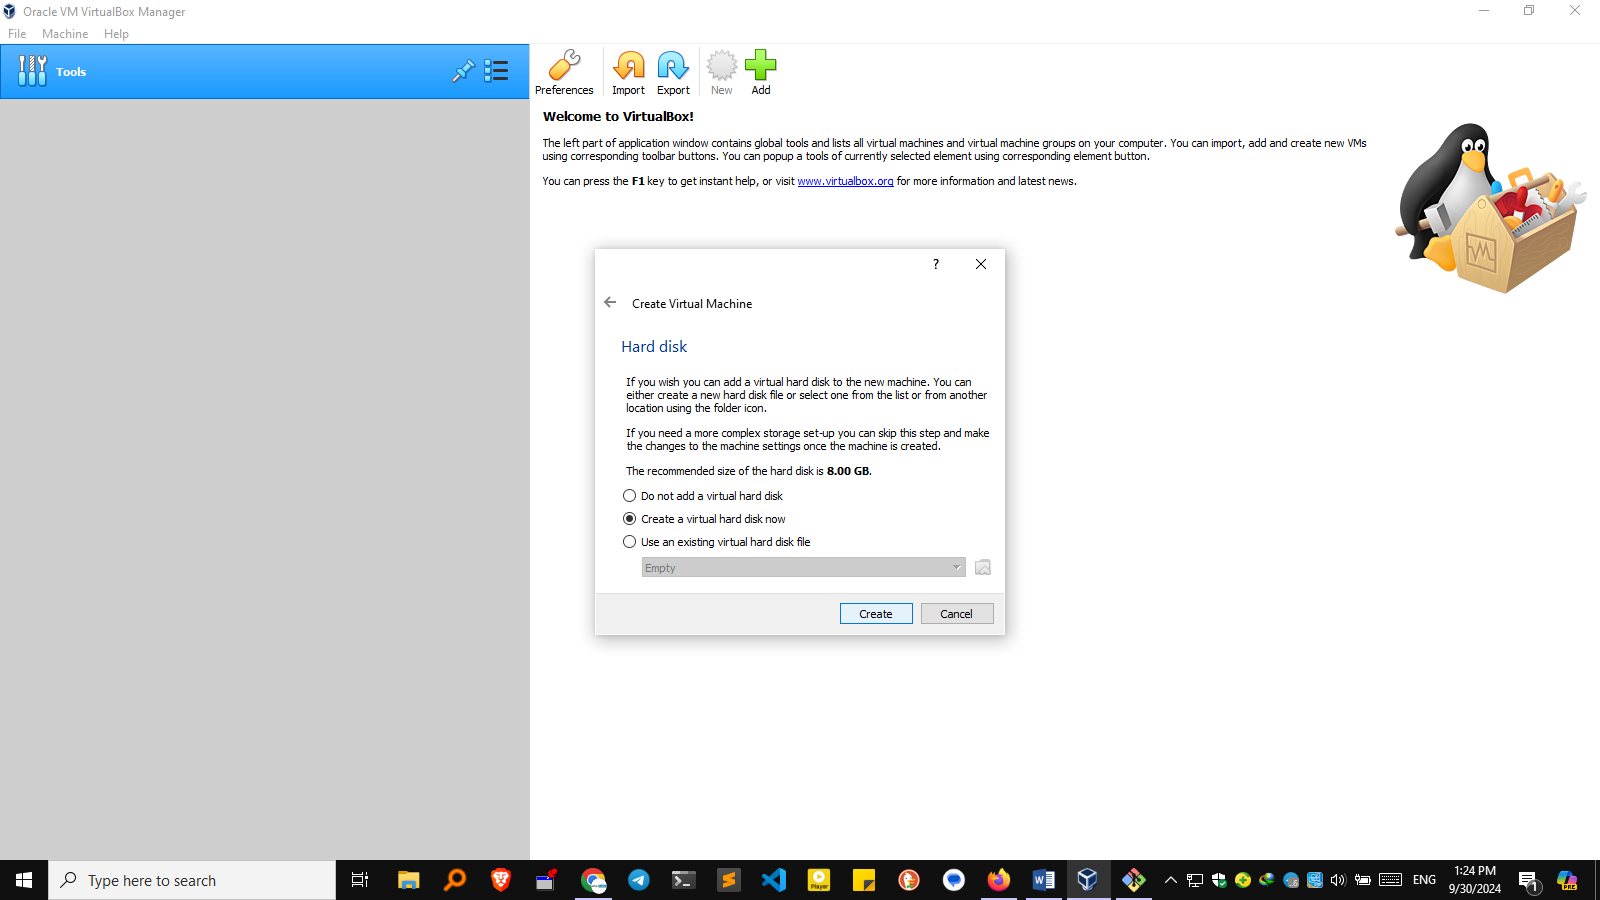 Oracle VM VirtualBox Manager
File Machine Help
Tools
Preferences Import Export New Add
Welcome to VirtualBox!
The left part of application window contains global tools and lists all virtual machines and virtual machine groups on your computer. You can import, add and create new VMs
using corresponding toolbar buttons. You can popup a tools of currently selected element using corresponding element button.
You can press the F1 key to get instant help, or visit www.virtualbox.org for more information and latest news.
?
Create Virtual Machine
Hard disk
If you wish you can add a virtual hard disk to the new machine. You can
either create a new hard disk file or select one from the list or from another
location using the folder icon.
If you need a more complex storage set-up you can skip this step and make
the changes to the machine settings once the machine is created.
The recommended size of the hard disk is 8.00 GB.
Do not add a virtual hard disk
Create a virtual hard disk now
Use an existing virtual hard disk file
Empty
Create Cancel
Type here to search
Player
ENG
1:24 PM
9/30/2024
1
PRE